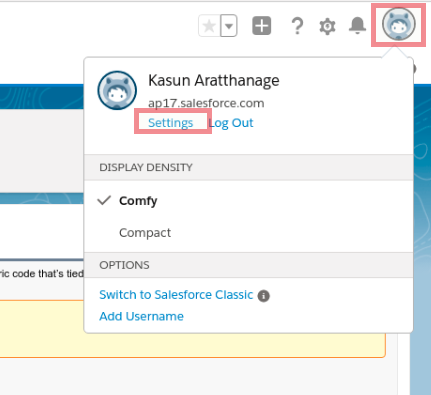 Kasun Aratthanage
ap17.salesforce.com
Settings Log Out
DISPLAY DENSITY
Comfy
Compact
OPTIONS
ric code that's tied
Switch to Salesforce Classic
Add Username